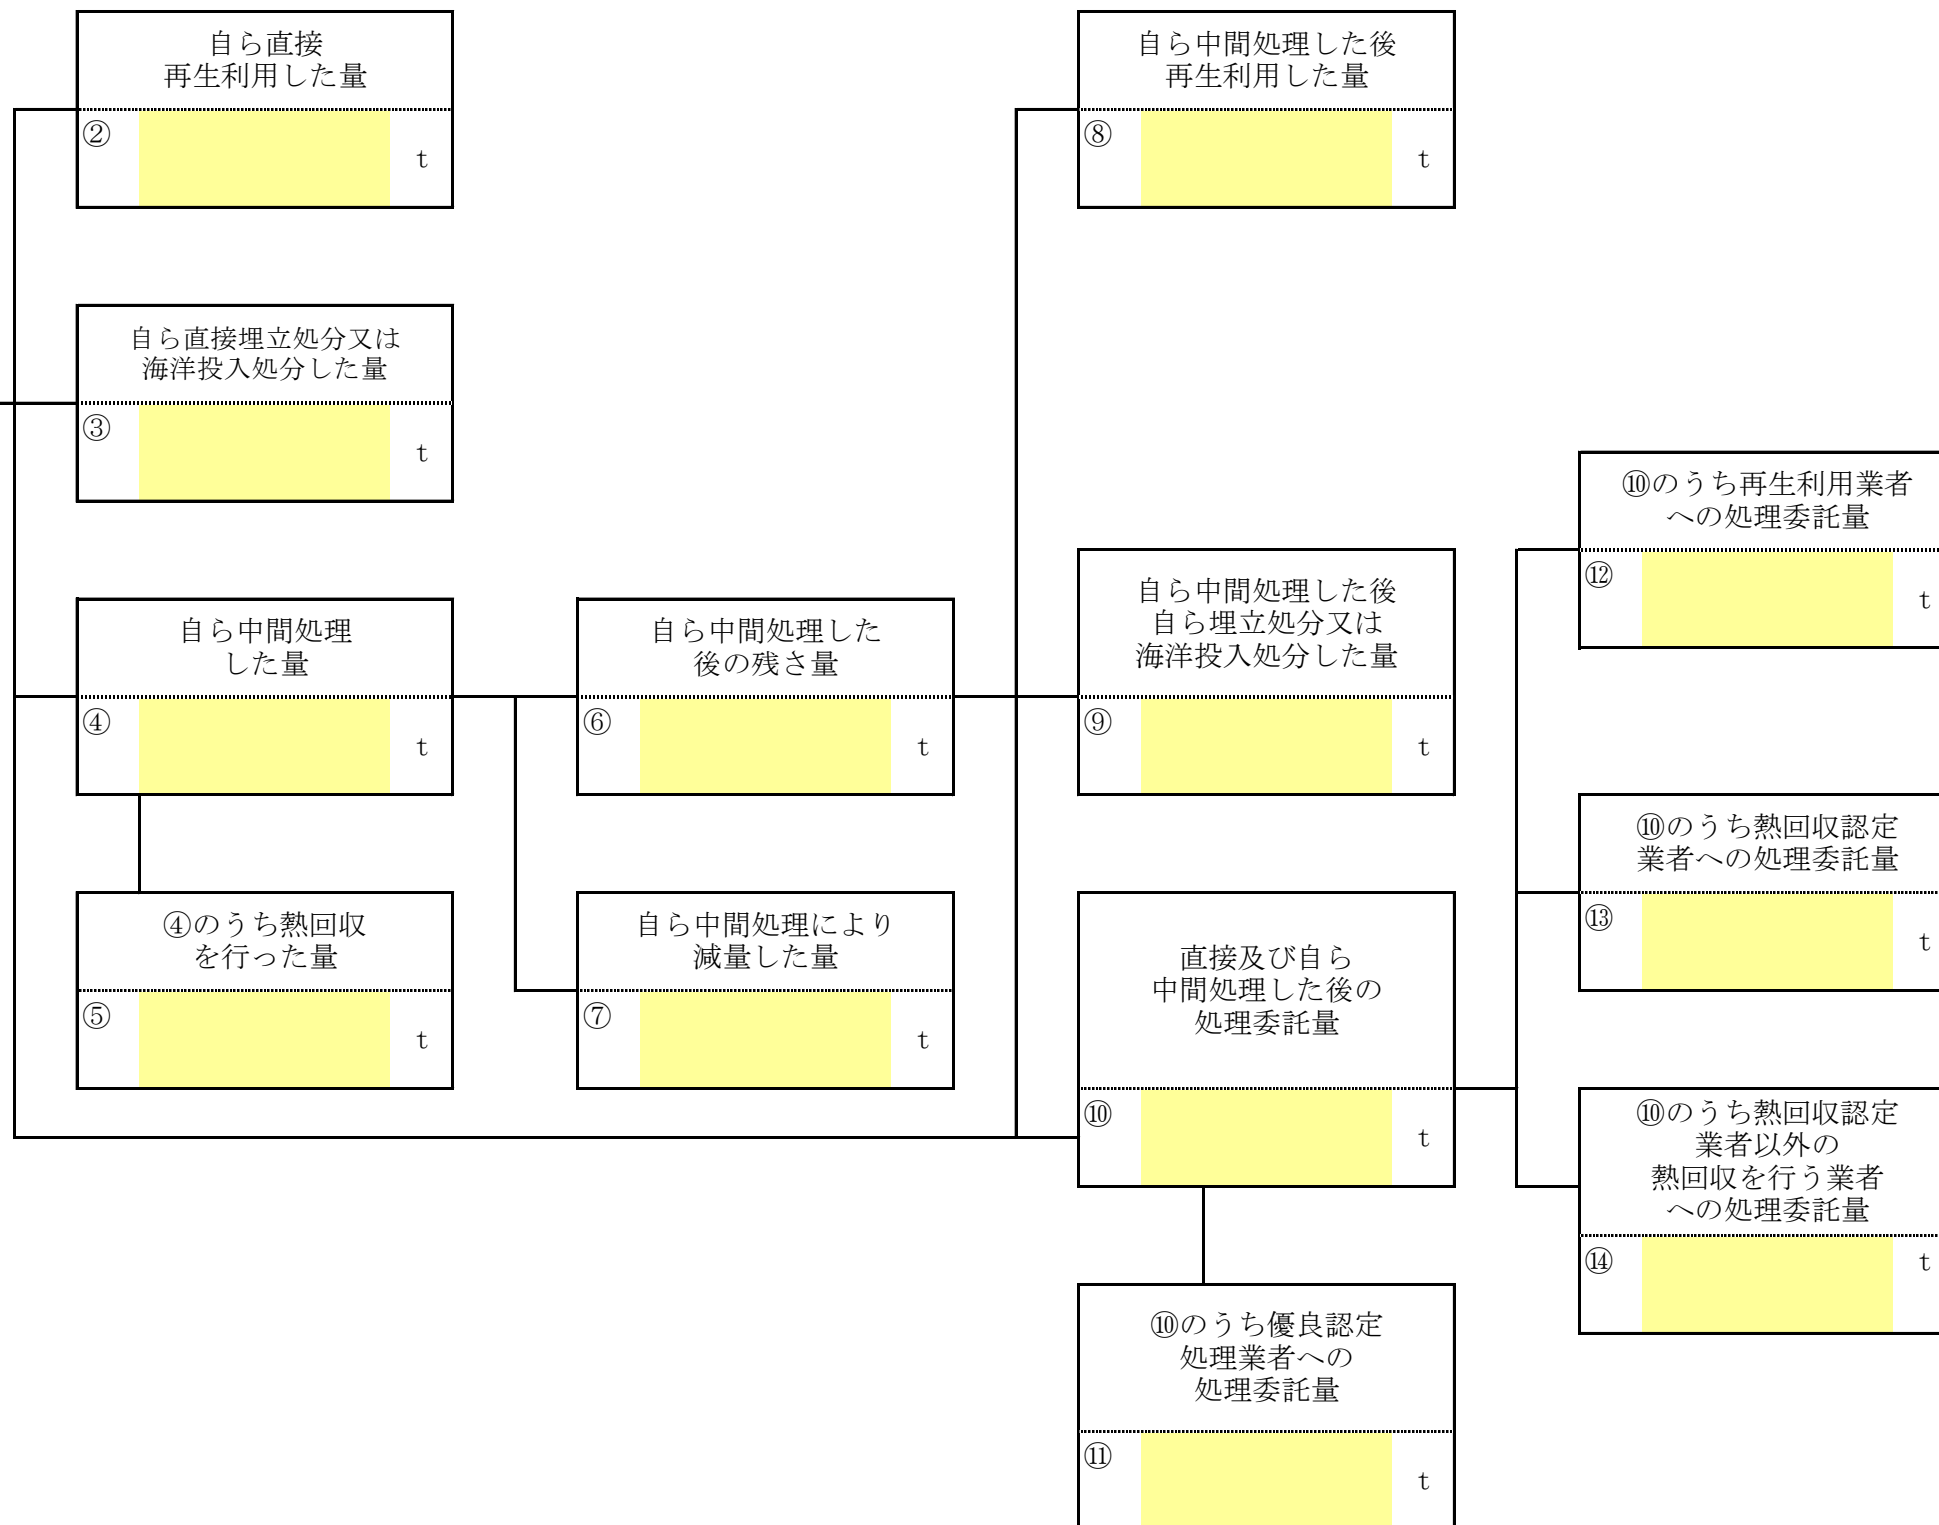 自ら直接
再生利用した量
②
t
自ら中間処理した後
再生利用した量
⑧
t
自ら直接埋立処分又は
海洋投入処分した量
③
t
⑩のうち再生利用業者
への処理委託量
⑫
t
自ら中間処理
した量
④
t
自ら中間処理した
後の残さ量
⑥
t
自ら中間処理した後
自ら埋立処分又は
海洋投入処分した量
⑨
t
⑩のうち熱回収認定
業者への処理委託量
⑬
t
④のうち熱回収
を行った量
⑤
t
自ら中間処理により
減量した量
⑦
t
直接及び自ら
中間処理した後の
処理委託量
⑩
t
⑩のうち熱回収認定
業者以外の
熱回収を行う業者
への処理委託量
⑭
t
⑩のうち優良認定
処理業者への
処理委託量
⑪
t